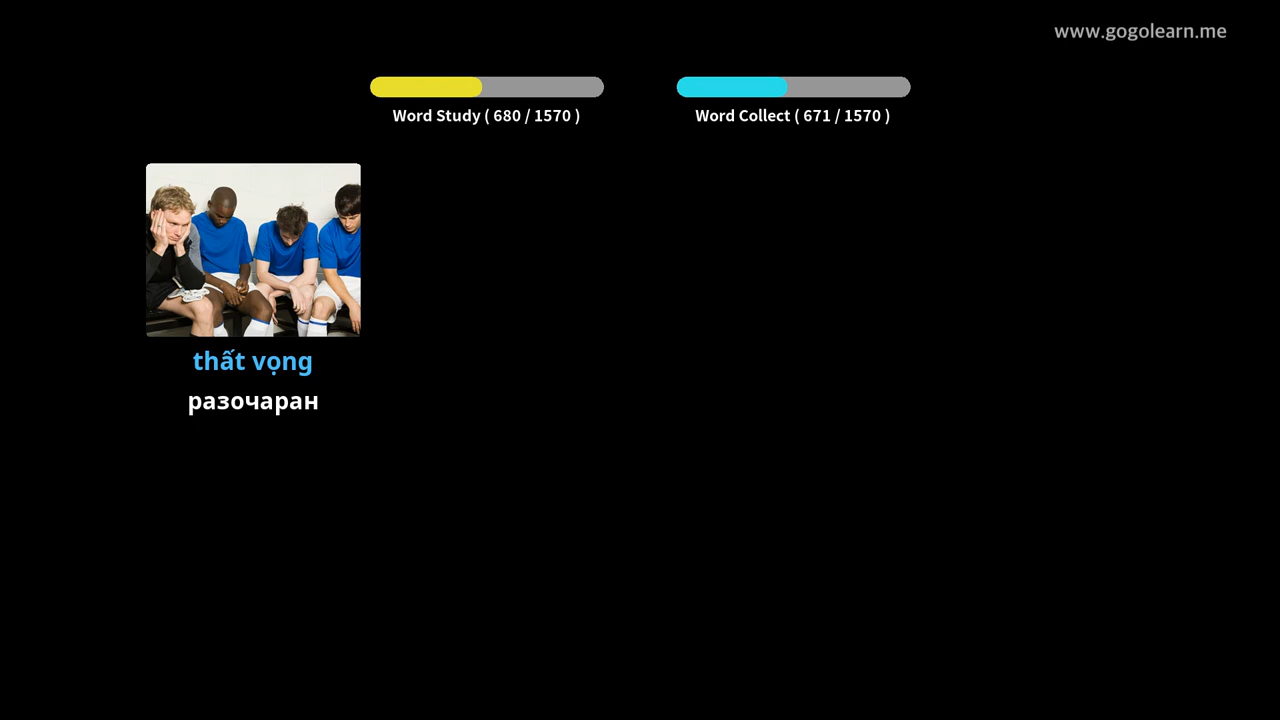 www.gogolearn.me
Word Study ( 680 / 1570 )
Word Collect ( 671 / 1570 )
thất vọng
разочаран